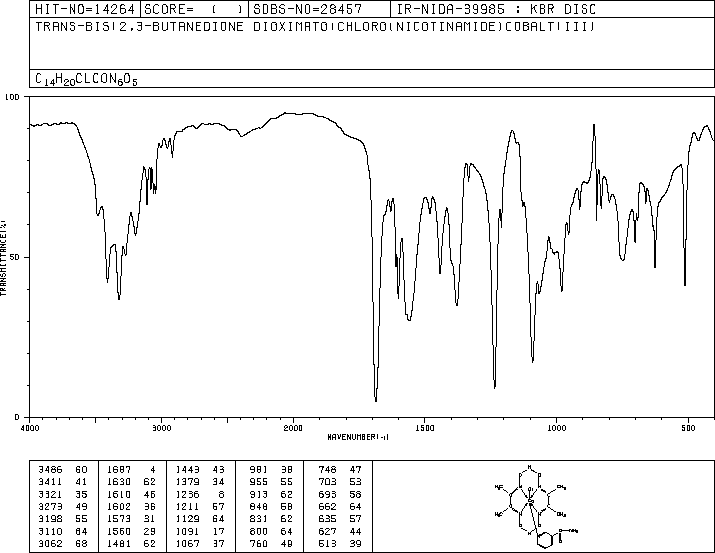 HIT-NO=14264 SCORE= ( ) SDBS-NO=28457 IR-NIDA-39985 : KBR DISC
TRANS-BIS(2,3-BUTANEDIONE DIOXIMATO)CHLORO(NICOTINAMIDE)COBALT(III)
C14H20CLCON6O5
100
50
0
TRANSMITTANCE(%)
4000 3000 2000 1500 1000 500
WAVENUMBER(-1)
3486 60 1687 4 1443 43 981 38 748 47
3411 41 1630 62 1379 34 955 55 703 53
3321 35 1610 46 1236 8 913 62 693 58
3273 49 1602 36 1211 57 848 58 662 64
3198 55 1573 31 1129 64 831 62 635 57
3110 64 1560 29 1091 17 800 64 627 44
3062 68 1481 62 1067 37 760 49 513 39